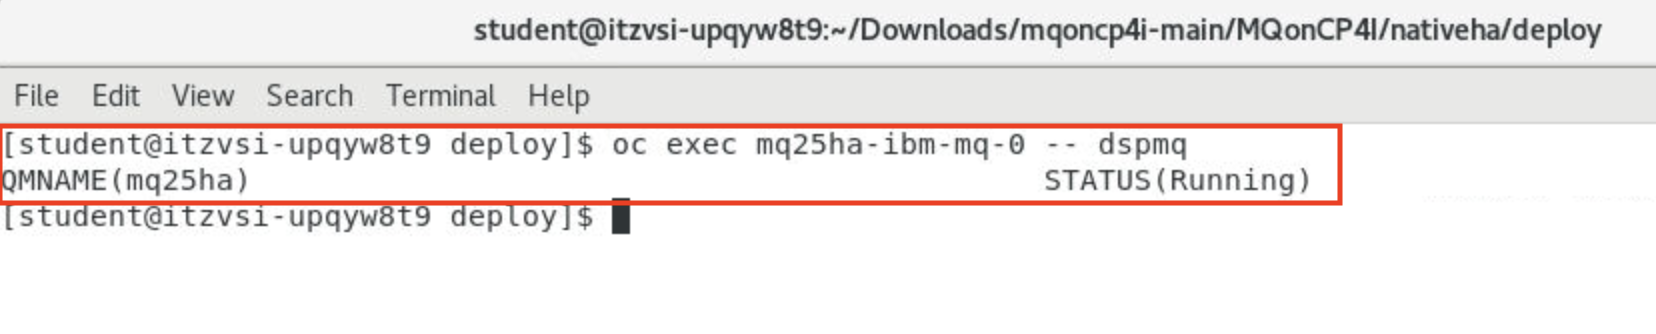 student@itzvsi-upqyw8t9:~/Downloads/mqoncp4i-main/MQonCP4I/nativeha/deploy
File Edit View Search Terminal Help
[student@itzvsi-upqyw8t9 deploy]$ oc exec mq25ha-ibm-mq-0 -- dspmq
QMNAME(mq25ha) STATUS(Running)
[student@itzvsi-upqyw8t9 deploy]$